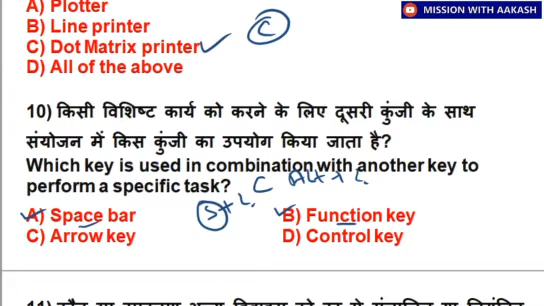 A) Plotter
MISSION WITH AAKASH
B) Line printer
C) Dot Matrix printer
D) All of the above
C
10) किसी विशिष्ट कार्य को करने के लिए दूसरी कुंजी के साथ
संयोजन में किस कुंजी का उपयोग किया जाता है?
Which key is used in combination with another key to
perform a specific task?
A) Space bar
B) Function key
C) Arrow key
D) Control key